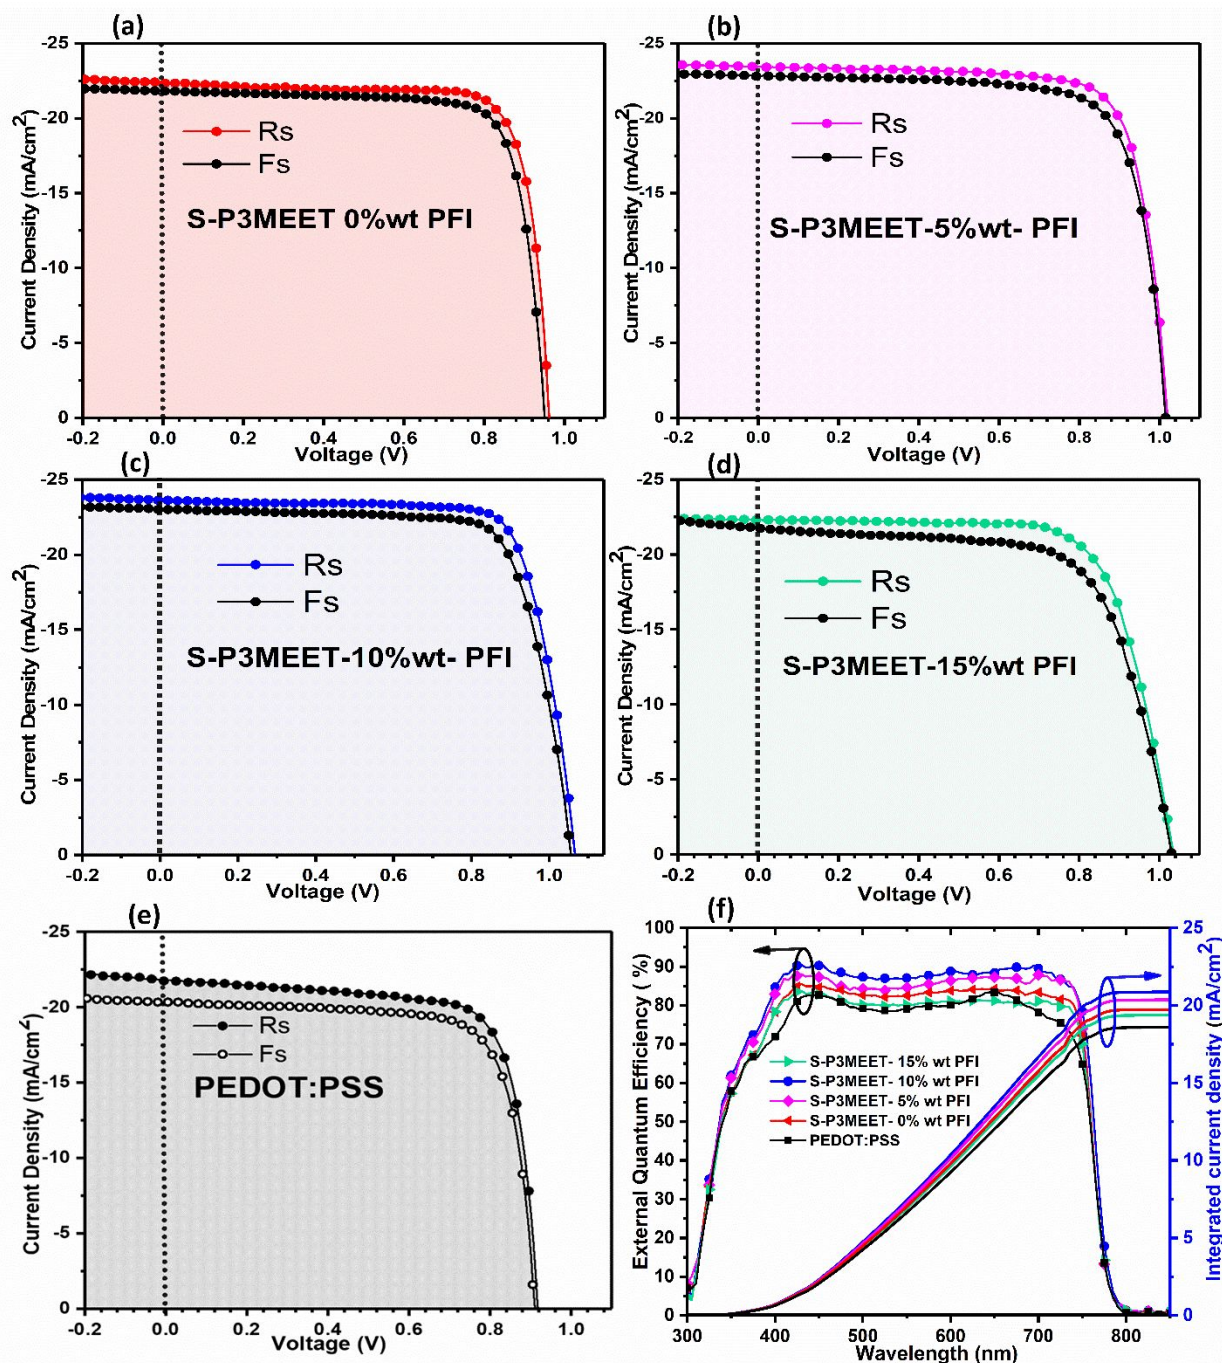 (a)
-25
-20
-15
-10
-5
0
Current Density (mA/cm2)
Rs
Fs
S-P3MEET 0%wt PFI
-0.2 0.0 0.2 0.4 0.6 0.8 1.0
Voltage (V)
(b)
-25
-20
-15
-10
-5
0
Current Density (mA/cm2)
Rs
Fs
S-P3MEET-5%wt- PFI
-0.2 0.0 0.2 0.4 0.6 0.8 1.0
Voltage (V)
(c)
-25
-20
-15
-10
-5
0
Current Density (mA/cm2)
Rs
Fs
S-P3MEET-10%wt- PFI
-0.2 0.0 0.2 0.4 0.6 0.8 1.0
Voltage (V)
(d)
-25
-20
-15
-10
-5
0
Current Density (mA/cm2)
Rs
Fs
S-P3MEET-15%wt PFI
-0.2 0.0 0.2 0.4 0.6 0.8 1.0
Voltage (V)
(e)
-25
-20
-15
-10
-5
0
Current Density (mA/cm2)
Rs
Fs
PEDOT:PSS
-0.2 0.0 0.2 0.4 0.6 0.8 1.0
Voltage (V)
(f)
100
90
80
70
60
50
40
30
20
10
0
External Quantum Efficiency ( %)
S-P3MEET- 15% wt PFI
S-P3MEET- 10% wt PFI
S-P3MEET- 5% wt PFI
S-P3MEET- 0% wt PFI
PEDOT:PSS
25
20
15
10
5
0
Integrated current density (mA/cm2)
300 400 500 600 700 800
Wavelength (nm)